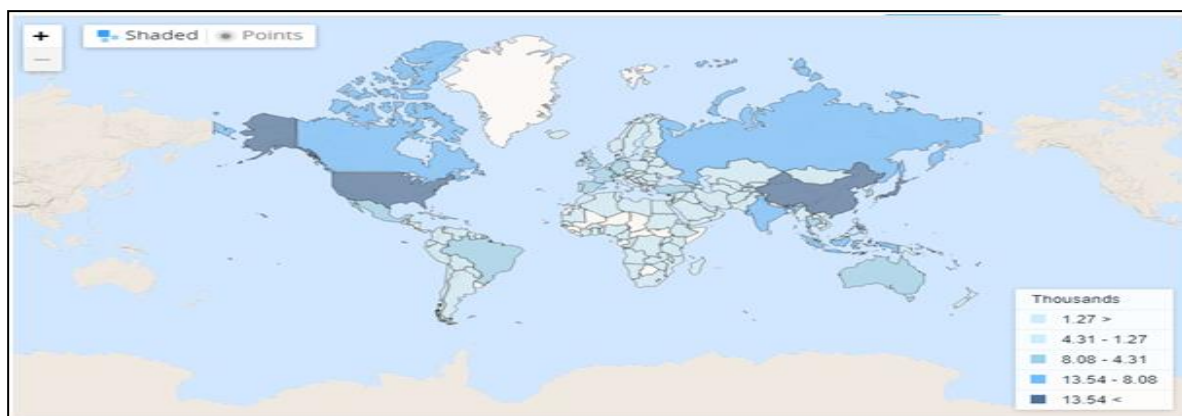 +
Shaded Points
−
Thousands
1.27 >
4.31 - 1.27
8.08 - 4.31
13.54 - 8.08
13.54 <